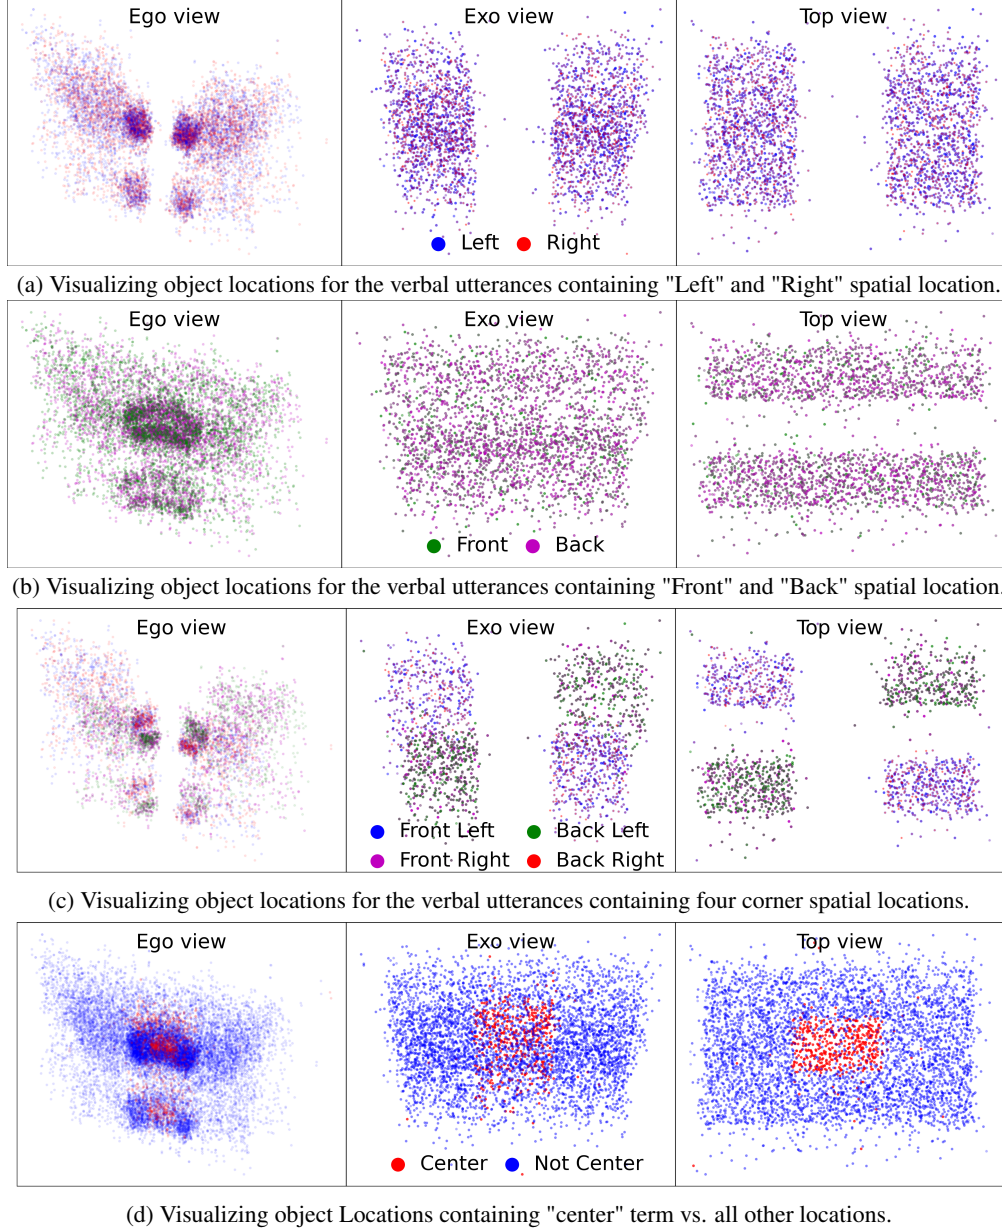 Ego view Exo view Top view
Left Right
(a) Visualizing object locations for the verbal utterances containing "Left" and "Right" spatial location.
Ego view Exo view Top view
Front Back
(b) Visualizing object locations for the verbal utterances containing "Front" and "Back" spatial location.
Ego view Exo view Top view
Front Left Back Left
Front Right Back Right
(c) Visualizing object locations for the verbal utterances containing four corner spatial locations.
Ego view Exo view Top view
Center Not Center
(d) Visualizing object Locations containing "center" term vs. all other locations.